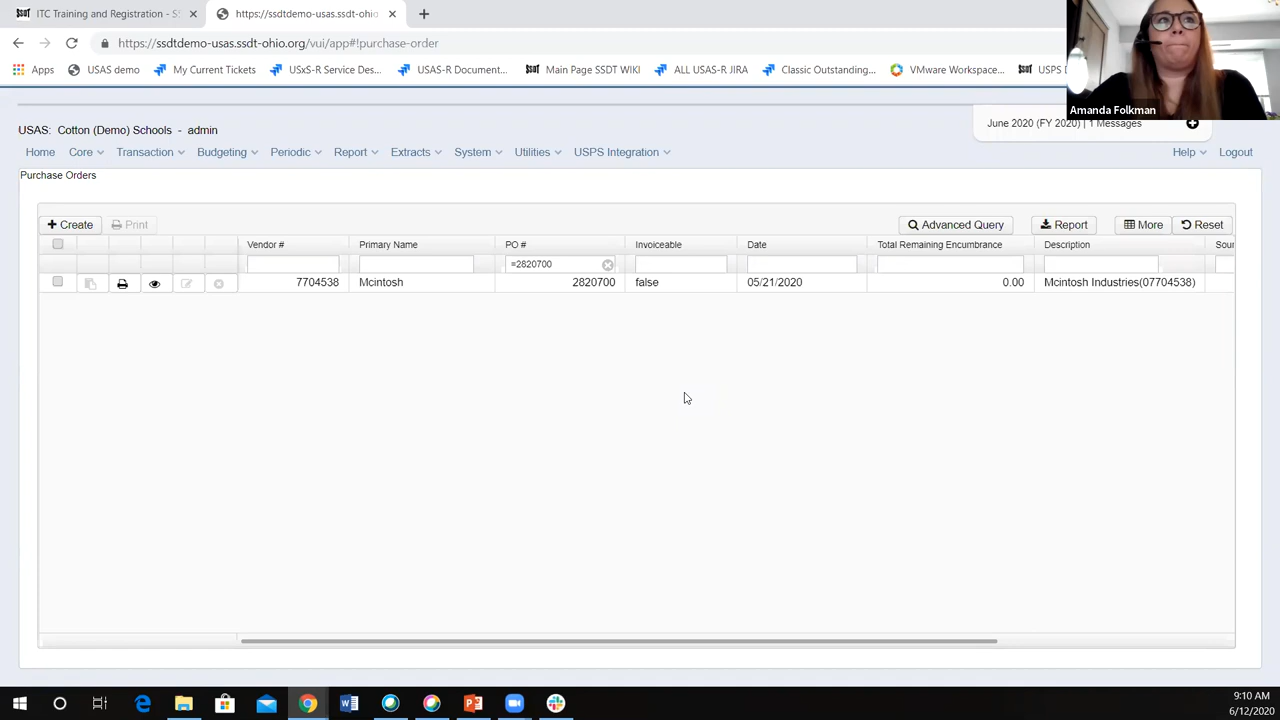 ITC Training and Registration - S
https://ssdtdemo-usas.ssdt-ohio
https://ssdtdemo-usas.ssdt-ohio.org/vui/app#!purchase-order
Apps USAS demo My Current Tickets USxS-R Service Des... USAS-R Document... Main Page SSDT WIKI ALL USAS-R JIRA Classic Outstanding... VMware Workspace... USPS D
Amanda Folkman
USAS: Cotton (Demo) Schools - admin
June 2020 (FY 2020) | 1 Messages
Home Core Transaction Budgeting Periodic Report Extracts System Utilities USPS Integration Help Logout
Purchase Orders
Create Print Advanced Query Report More Reset
Vendor # Primary Name PO # Invoiceable Date Total Remaining Encumbrance Description Sour
=2820700
7704538 Mcintosh 2820700 false 05/21/2020 0.00 Mcintosh Industries(07704538)
9:10 AM
6/12/2020